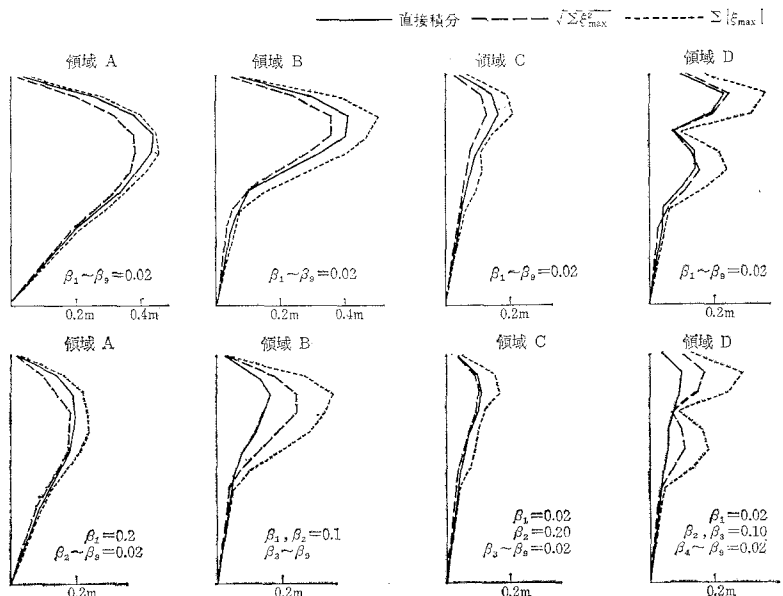 直接積分 √Σξ²max Σ|ξmax|
領域 A 領域 B 領域 C 領域 D
β₁～β₉=0.02 β₁～β₉=0.02 β₁～β₉=0.02 β₁～β₉=0.02
0.2m 0.4m 0.2m 0.4m 0.2m 0.2m
領域 A 領域 B 領域 C 領域 D
β₁=0.2
β₂～β₉=0.02
β₁, β₂=0.1
β₃～β₉
β₁=0.02
β₂=0.20
β₃～β₉=0.02
β₁=0.02
β₂, β₃=0.10
β₄～β₉=0.02
0.2m 0.2m 0.2m 0.2m